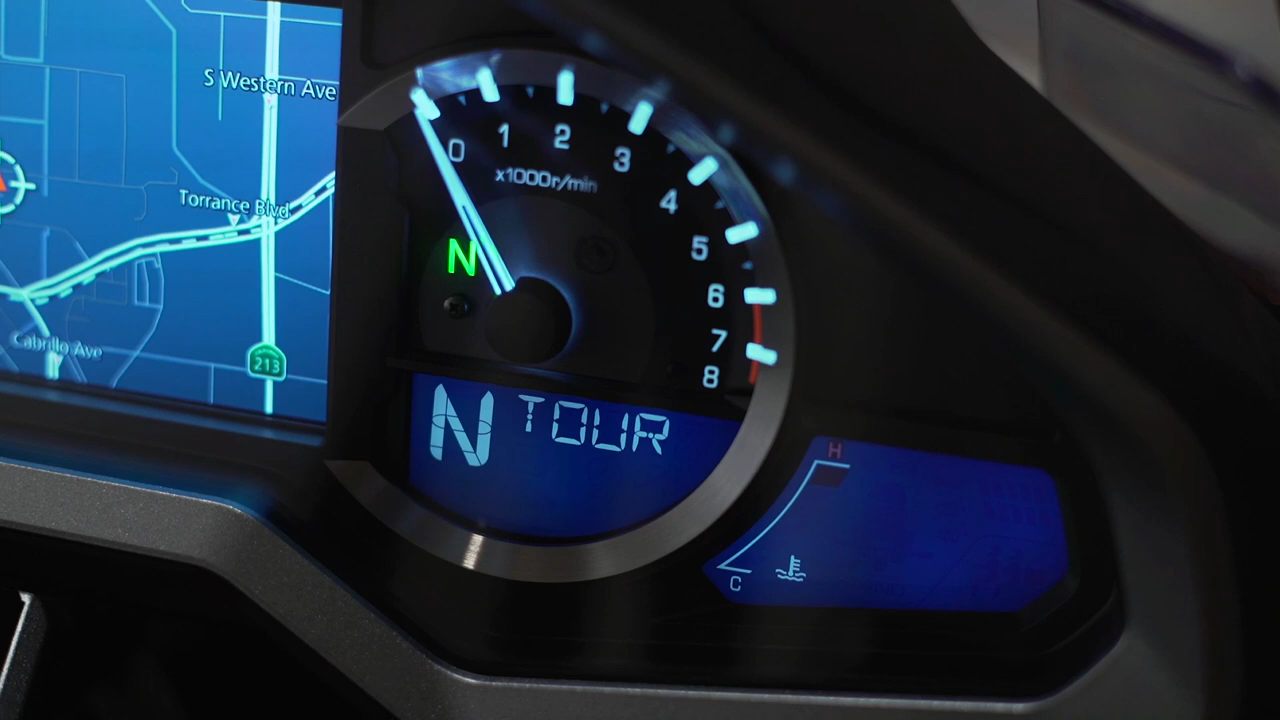 S Western Ave
Torrance Blvd
Cabrillo Ave
213
0 1 2 3 4 5 6 7 8
x1000r/min
N
N TOUR
H
C